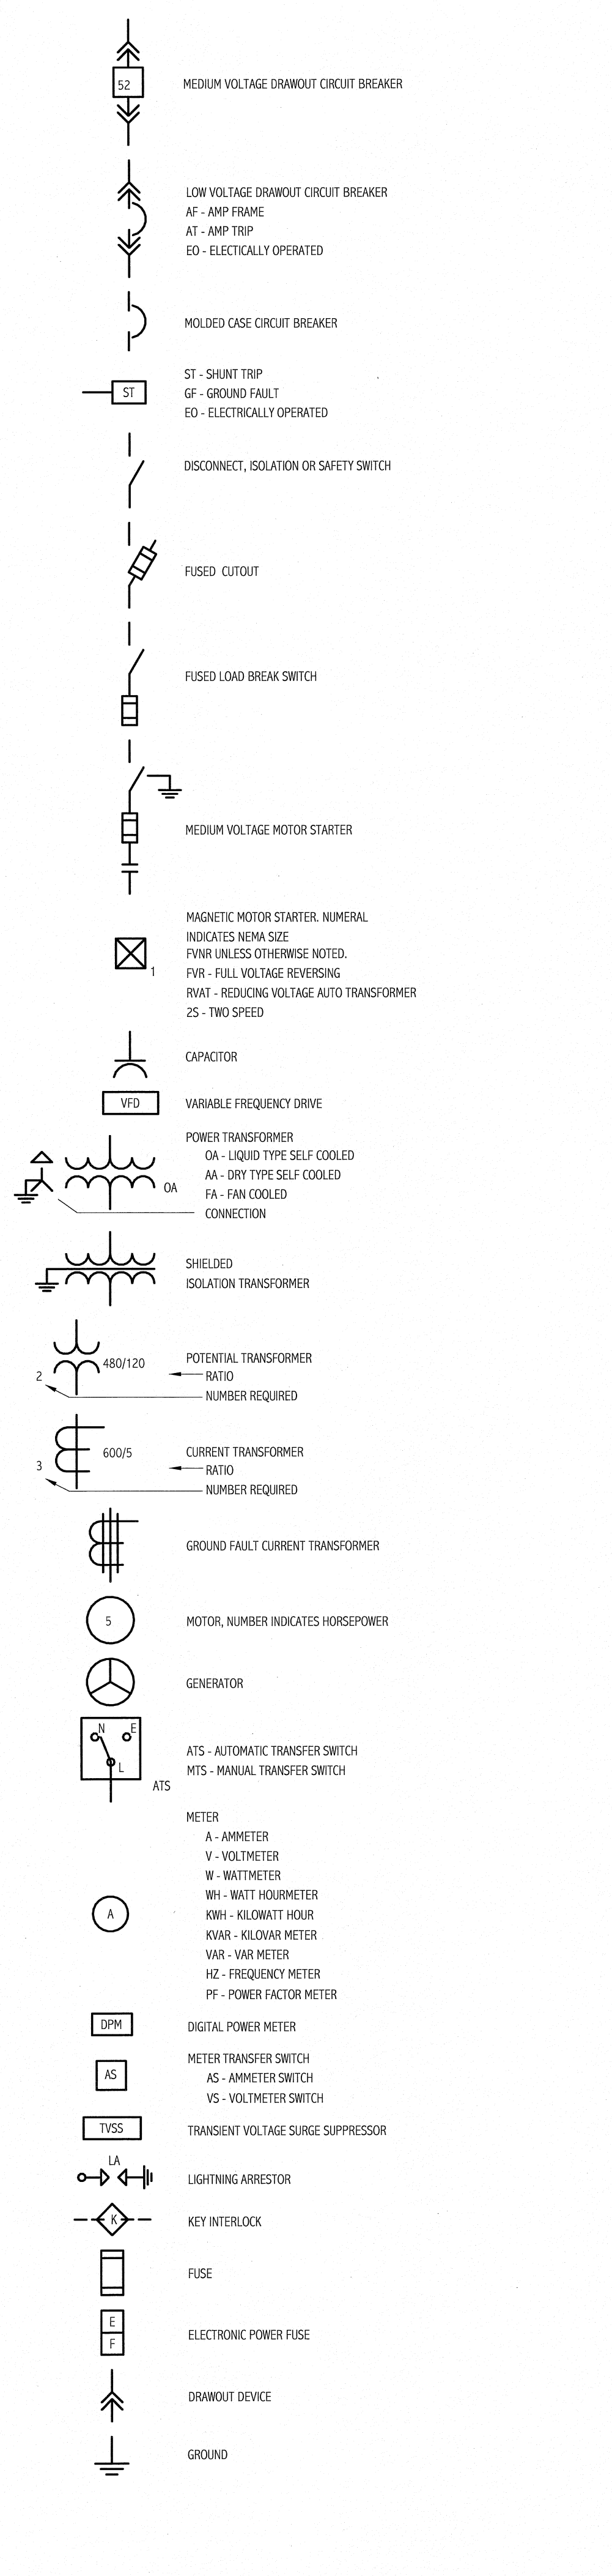 52
MEDIUM VOLTAGE DRAWOUT CIRCUIT BREAKER
LOW VOLTAGE DRAWOUT CIRCUIT BREAKER
AF - AMP FRAME
AT - AMP TRIP
EO - ELECTICALLY OPERATED
MOLDED CASE CIRCUIT BREAKER
ST - SHUNT TRIP
ST
GF - GROUND FAULT
EO - ELECTRICALLY OPERATED
DISCONNECT, ISOLATION OR SAFETY SWITCH
FUSED CUTOUT
FUSED LOAD BREAK SWITCH
MEDIUM VOLTAGE MOTOR STARTER
MAGNETIC MOTOR STARTER. NUMERAL
INDICATES NEMA SIZE
FVNR UNLESS OTHERWISE NOTED.
1
FVR - FULL VOLTAGE REVERSING
RVAT - REDUCING VOLTAGE AUTO TRANSFORMER
2S - TWO SPEED
CAPACITOR
VFD
VARIABLE FREQUENCY DRIVE
POWER TRANSFORMER
OA - LIQUID TYPE SELF COOLED
AA - DRY TYPE SELF COOLED
OA
FA - FAN COOLED
CONNECTION
SHIELDED
ISOLATION TRANSFORMER
480/120
POTENTIAL TRANSFORMER
2
RATIO
NUMBER REQUIRED
600/5
CURRENT TRANSFORMER
3
RATIO
NUMBER REQUIRED
GROUND FAULT CURRENT TRANSFORMER
5
MOTOR, NUMBER INDICATES HORSEPOWER
GENERATOR
N E
L
ATS
ATS - AUTOMATIC TRANSFER SWITCH
MTS - MANUAL TRANSFER SWITCH
METER
A - AMMETER
V - VOLTMETER
W - WATTMETER
WH - WATT HOURMETER
A
KWH - KILOWATT HOUR
KVAR - KILOVAR METER
VAR - VAR METER
HZ - FREQUENCY METER
PF - POWER FACTOR METER
DPM
DIGITAL POWER METER
METER TRANSFER SWITCH
AS
AS - AMMETER SWITCH
VS - VOLTMETER SWITCH
TVSS
TRANSIENT VOLTAGE SURGE SUPPRESSOR
LA
LIGHTNING ARRESTOR
K
KEY INTERLOCK
FUSE
E
F
ELECTRONIC POWER FUSE
DRAWOUT DEVICE
GROUND